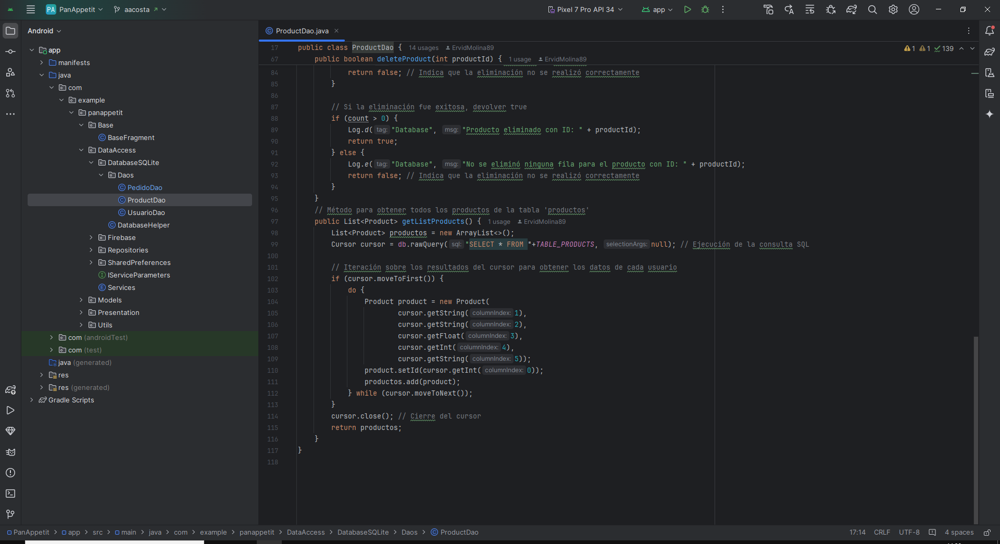 PA PanAppetit aacosta Pixel 7 Pro API 34 app
Android
ProductDao.java
app
manifests
java
com
example
panappetit
Base
BaseFragment
DataAccess
DatabaseSQLite
Daos
PedidoDao
ProductDao
UsuarioDao
DatabaseHelper
Firebase
Repositories
SharedPreferences
IServiceParameters
Services
Models
Presentation
Utils
com (androidTest)
com (test)
java (generated)
res
res (generated)
Gradle Scripts
17 public class ProductDao { 14 usages ErvidMolina89
1 1 139
67 public boolean deleteProduct(int productId) { 1 usage ErvidMolina89
84 return false; // Indica que la eliminación no se realizó correctamente
85 }
86
87 // Si la eliminación fue exitosa, devolver true
88 if (count > 0) {
89 Log.d( tag: "Database", msg: "Producto eliminado con ID: " + productId);
90 return true;
91 } else {
92 Log.e( tag: "Database", msg: "No se eliminó ninguna fila para el producto con ID: " + productId);
93 return false; // Indica que la eliminación no se realizó correctamente
94 }
95 }
96 // Método para obtener todos los productos de la tabla 'productos'
97 public List<Product> getListProducts() { 1 usage ErvidMolina89
98 List<Product> productos = new ArrayList<>();
99 Cursor cursor = db.rawQuery( sql: "SELECT * FROM "+TABLE_PRODUCTS, selectionArgs: null); // Ejecución de la consulta SQL
100
101 // Iteración sobre los resultados del cursor para obtener los datos de cada usuario
102 if (cursor.moveToFirst()) {
103 do {
104 Product product = new Product(
105 cursor.getString( columnIndex: 1),
106 cursor.getString( columnIndex: 2),
107 cursor.getFloat( columnIndex: 3),
108 cursor.getInt( columnIndex: 4),
109 cursor.getString( columnIndex: 5));
110 product.setId(cursor.getInt( columnIndex: 0));
111 productos.add(product);
112 } while (cursor.moveToNext());
113 }
114 cursor.close(); // Cierre del cursor
115 return productos;
116 }
117 }
118
PanAppetit > app > src > main > java > com > example > panappetit > DataAccess > DatabaseSQLite > Daos > ProductDao 17:14 CRLF UTF-8 4 spaces